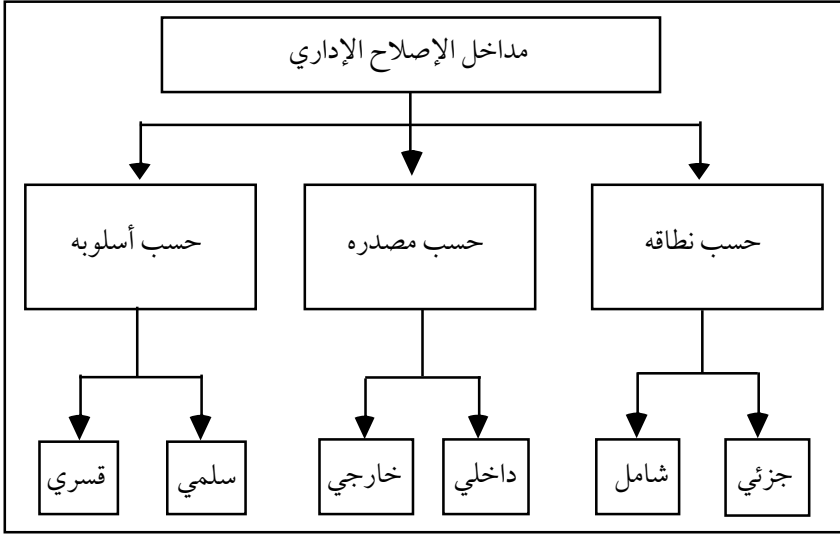 مداخل الإصلاح الإداري
حسب نطاقه
حسب مصدره
حسب أسلوبه
جزئي
شامل
داخلي
خارجي
سلمي
قسري